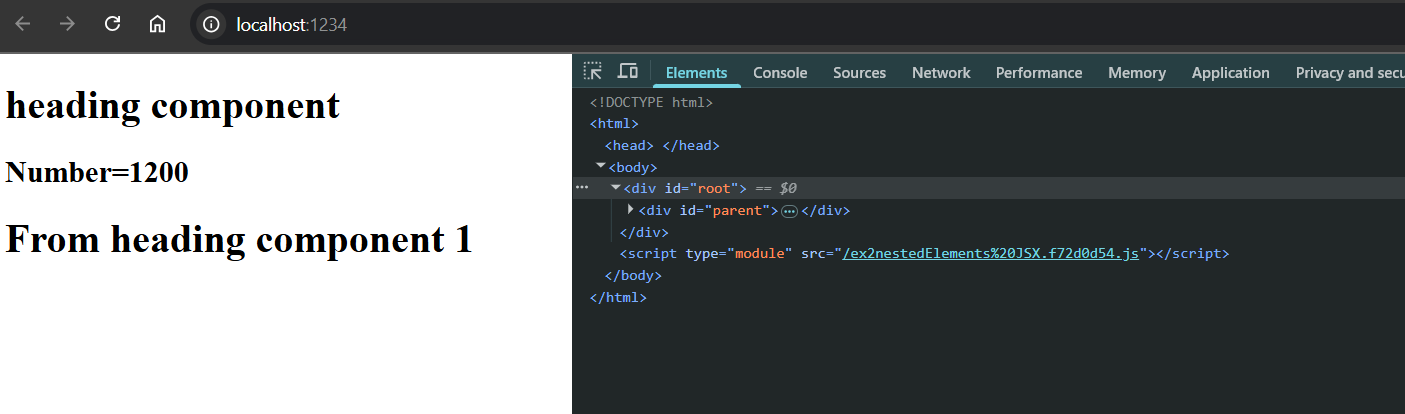 localhost:1234
heading component
Number=1200
From heading component 1
Elements Console Sources Network Performance Memory Application Privacy and secu
<!DOCTYPE html>
<html>
<head> </head>
<body>
<div id="root"> == $0
<div id="parent"> ⋯ </div>
</div>
<script type="module" src="/ex2nestedElements%20JSX.f72d0d54.js"></script>
</body>
</html>